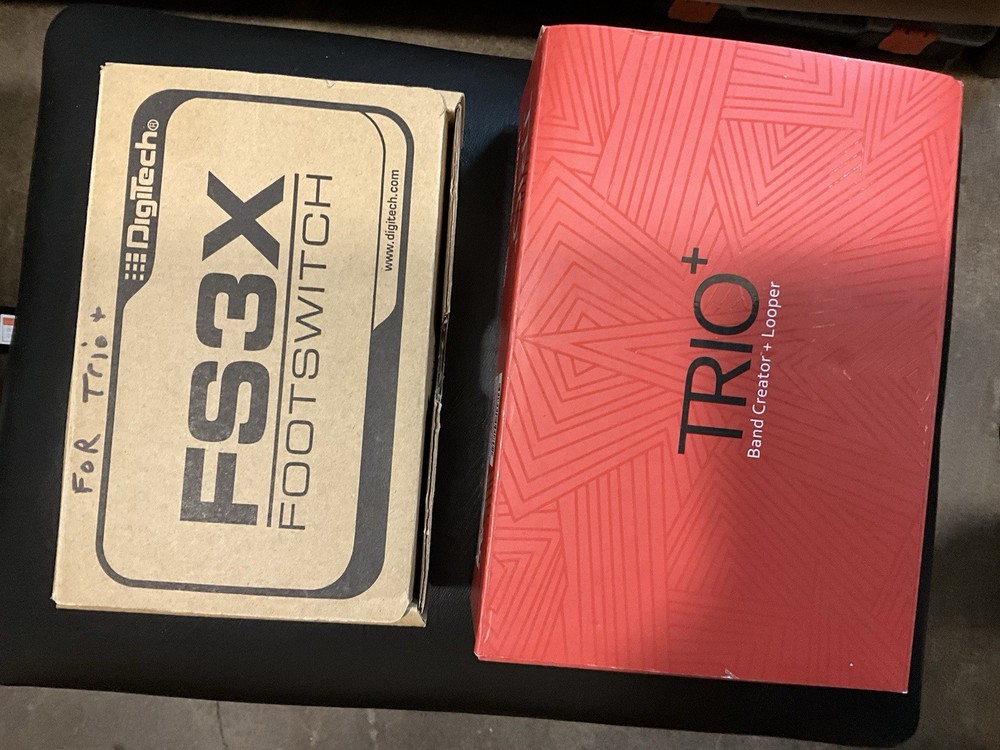 FOR Trio +
DigiTech®
FS3X
FOOTSWITCH
www.digitech.com
TRIO+
Band Creator + Looper